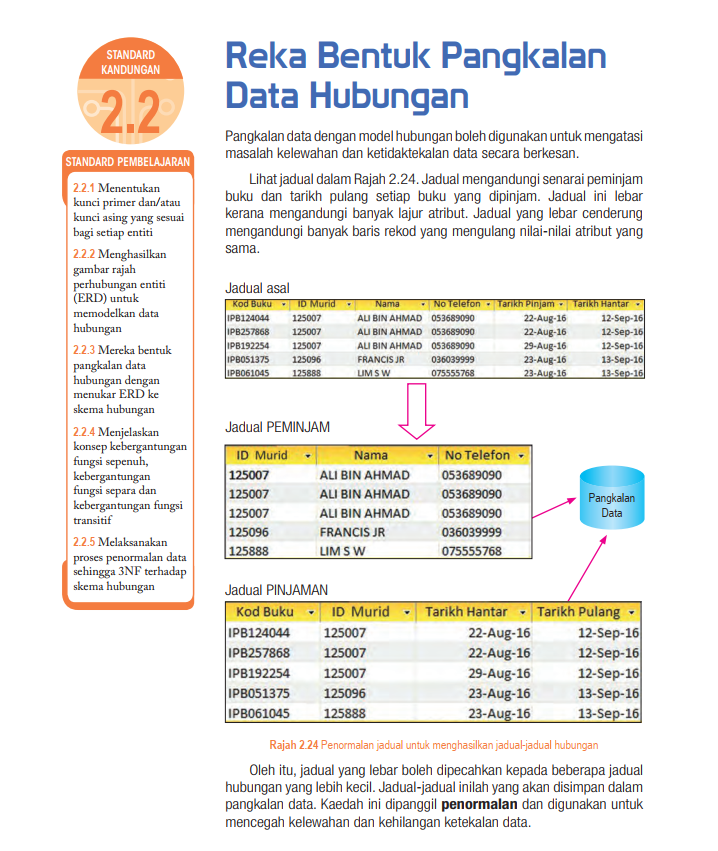 STANDARD
KANDUNGAN
2.2
STANDARD PEMBELAJARAN
2.2.1 Menentukan
kunci primer dan/atau
kunci asing yang sesuai
bagi setiap entiti
2.2.2 Menghasilkan
gambar rajah
perhubungan entiti
(ERD) untuk
memodelkan data
hubungan
2.2.3 Mereka bentuk
pangkalan data
hubungan dengan
menukar ERD ke
skema hubungan
2.2.4 Menjelaskan
konsep kebergantungan
fungsi sepenuh,
kebergantungan
fungsi separa dan
kebergantungan fungsi
transitif
2.2.5 Melaksanakan
proses penormalan data
sehingga 3NF terhadap
skema hubungan
Reka Bentuk Pangkalan
Data Hubungan
Pangkalan data dengan model hubungan boleh digunakan untuk mengatasi
masalah kelewahan dan ketidaktekalan data secara berkesan.
Lihat jadual dalam Rajah 2.24. Jadual mengandungi senarai peminjam
buku dan tarikh pulang setiap buku yang dipinjam. Jadual ini lebar
kerana mengandungi banyak lajur atribut. Jadual yang lebar cenderung
mengandungi banyak baris rekod yang mengulang nilai-nilai atribut yang
sama.
Jadual asal
Kod Buku ID Murid Nama No Telefon Tarikh Pinjam Tarikh Hantar
IPB124044 125007 ALI BIN AHMAD 053689090 22-Aug-16 12-Sep-16
IPB257868 125007 ALI BIN AHMAD 053689090 22-Aug-16 12-Sep-16
IPB192254 125007 ALI BIN AHMAD 053689090 29-Aug-16 12-Sep-16
IPB051375 125096 FRANCIS JR 036039999 23-Aug-16 13-Sep-16
IPB061045 125888 LIM S W 075555768 23-Aug-16 13-Sep-16
Jadual PEMINJAM
ID Murid Nama No Telefon
125007 ALI BIN AHMAD 053689090
125007 ALI BIN AHMAD 053689090
125007 ALI BIN AHMAD 053689090
125096 FRANCIS JR 036039999
125888 LIM S W 075555768
Pangkalan
Data
Jadual PINJAMAN
Kod Buku ID Murid Tarikh Hantar Tarikh Pulang
IPB124044 125007 22-Aug-16 12-Sep-16
IPB257868 125007 22-Aug-16 12-Sep-16
IPB192254 125007 29-Aug-16 12-Sep-16
IPB051375 125096 23-Aug-16 13-Sep-16
IPB061045 125888 23-Aug-16 13-Sep-16
Rajah 2.24 Penormalan jadual untuk menghasilkan jadual-jadual hubungan
Oleh itu, jadual yang lebar boleh dipecahkan kepada beberapa jadual
hubungan yang lebih kecil. Jadual-jadual inilah yang akan disimpan dalam
pangkalan data. Kaedah ini dipanggil penormalan dan digunakan untuk
mencegah kelewahan dan kehilangan ketekalan data.